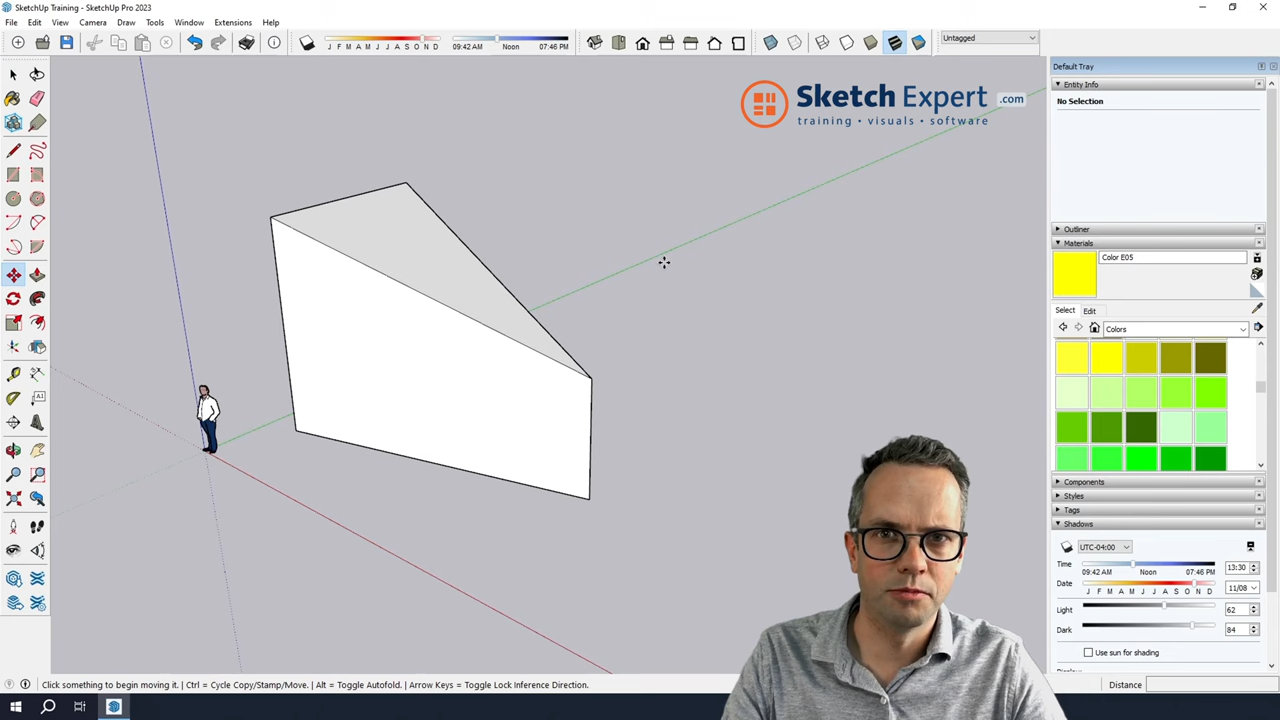 SketchUp Training - SketchUp Pro 2023
File Edit View Camera Draw Tools Window Extensions Help
J F M A M J J A S O N D 09:42 AM Noon 07:46 PM Untagged
Sketch Expert .com
training • visuals • software
Default Tray
Entity Info
No Selection
Outliner
Materials
Color E05
Select Edit
Colors
Components
Styles
Tags
Shadows
UTC-04:00
Time
09:42 AM Noon 07:46 PM
13:30
Date
J F M A M J J A S O N D
11/08
Light
62
Dark
84
Use sun for shading
Click something to begin moving it. | Ctrl = Cycle Copy/Stamp/Move. | Alt = Toggle Autofold. | Arrow Keys = Toggle Lock Inference Direction.
Distance